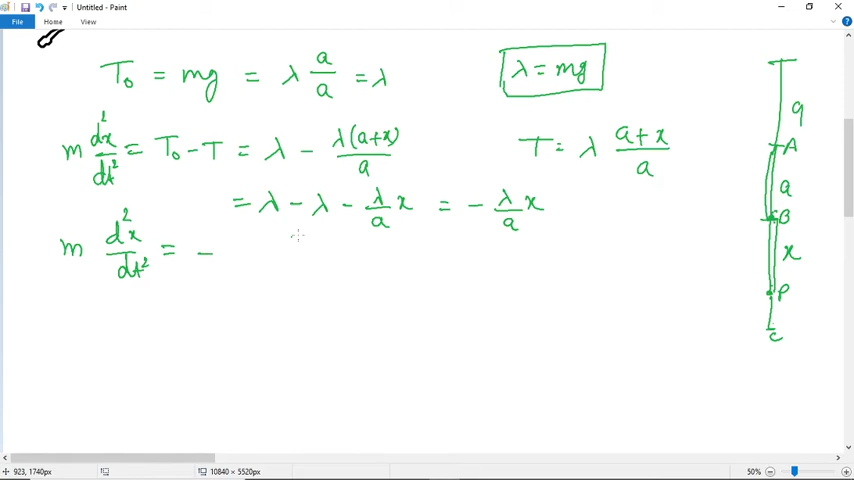 Untitled - Paint
File Home View
T₀ = mg = λ a/a = λ
λ = mg
m d²x/dt² = T₀ - T = λ - λ(a+x)/a
T = λ (a+x)/a
= λ - λ - λ/a x = - λ/a x
m d²x/dt² = -
a
A
a
B
x
P
C
923, 1740px 10840 × 5520px 50%